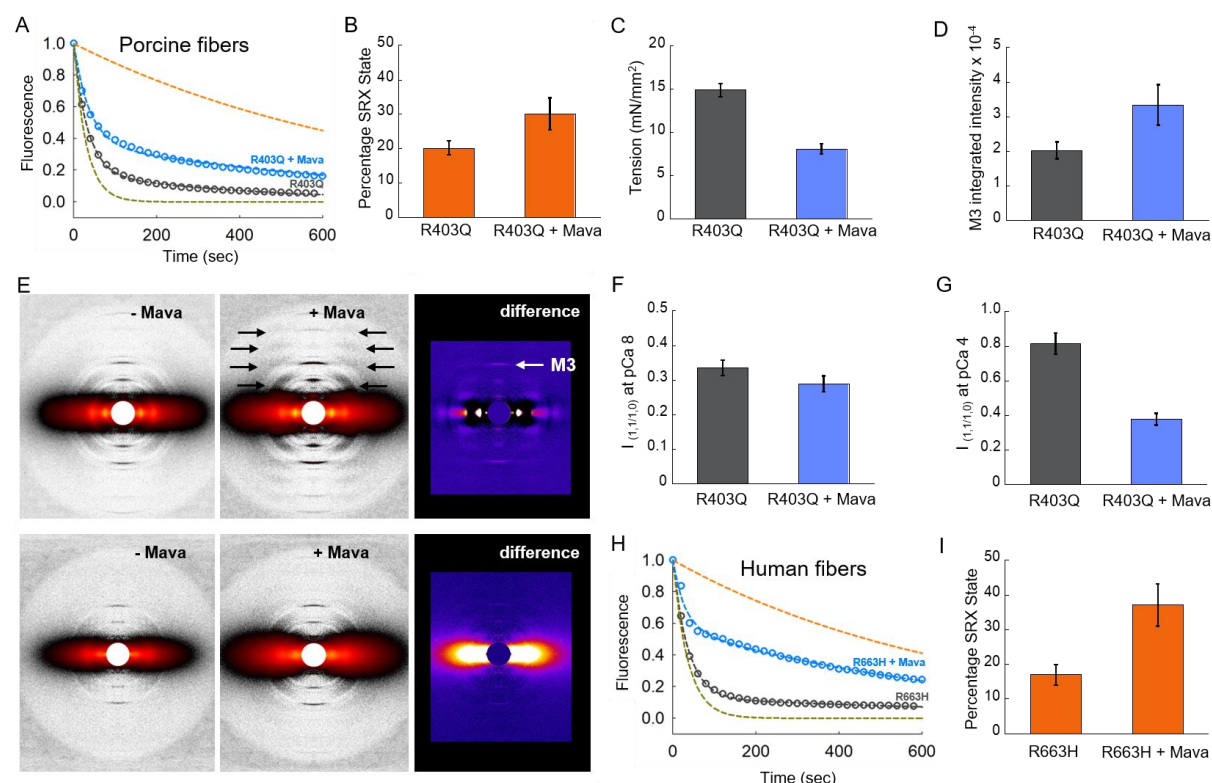 A
Porcine fibers
Fluorescence
1.0
0.8
0.6
0.4
0.2
0.0
R403Q + Mava
R403Q
0
200
400
600
Time (sec)
B
Percentage SRX State
50
40
30
20
10
0
R403Q
R403Q + Mava
C
Tension (mN/mm²)
20
15
10
5
0
R403Q
R403Q + Mava
D
M3 integrated intensity x 10⁻⁴
5
4
3
2
1
0
R403Q
R403Q + Mava
E
- Mava
+ Mava
difference
M3
- Mava
+ Mava
difference
F
I (1,1/1,0) at pCa 8
0.5
0.4
0.3
0.2
0.1
0
R403Q
R403Q + Mava
G
I (1,1/1,0) at pCa 4
1.0
0.8
0.6
0.4
0.2
0
R403Q
R403Q + Mava
H
Human fibers
Fluorescence
1.0
0.8
0.6
0.4
0.2
0.0
R663H + Mava
R663H
0
200
400
600
Time (sec)
I
Percentage SRX State
50
40
30
20
10
0
R663H
R663H + Mava